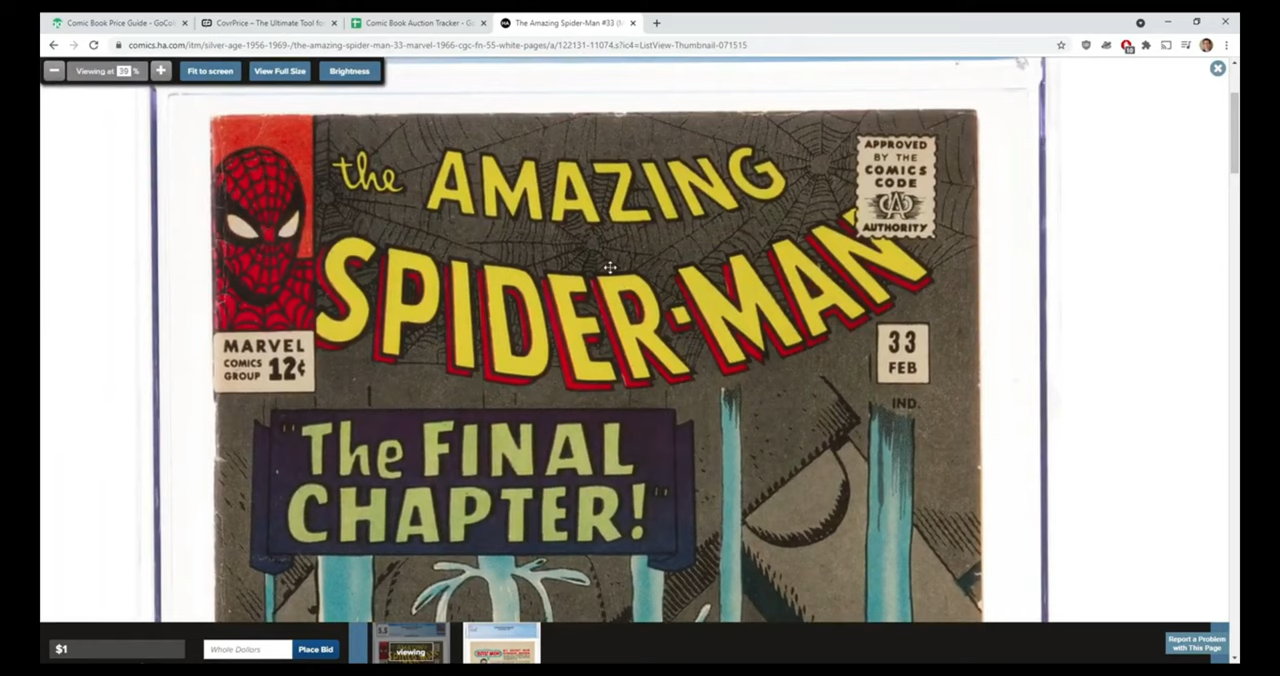 Comic Book Price Guide - GoColl
CovrPrice – The Ultimate Tool fo
Comic Book Auction Tracker - Go
The Amazing Spider-Man #33 (M
comics.ha.com/itm/silver-age-1956-1969-/the-amazing-spider-man-33-marvel-1966-cgc-fn-55-white-pages/a/122131-11074.s?ic4=ListView-Thumbnail-071515
Viewing at 39 %
Fit to screen
View Full Size
Brightness
the AMAZING
SPIDER-MAN
APPROVED
BY THE
COMICS
CODE
CA
AUTHORITY
MARVEL
COMICS
GROUP 12¢
33
FEB
IND.
"The FINAL
CHAPTER!"
$1
Whole Dollars
Place Bid
5.5
viewing
Report a Problem
with This Page